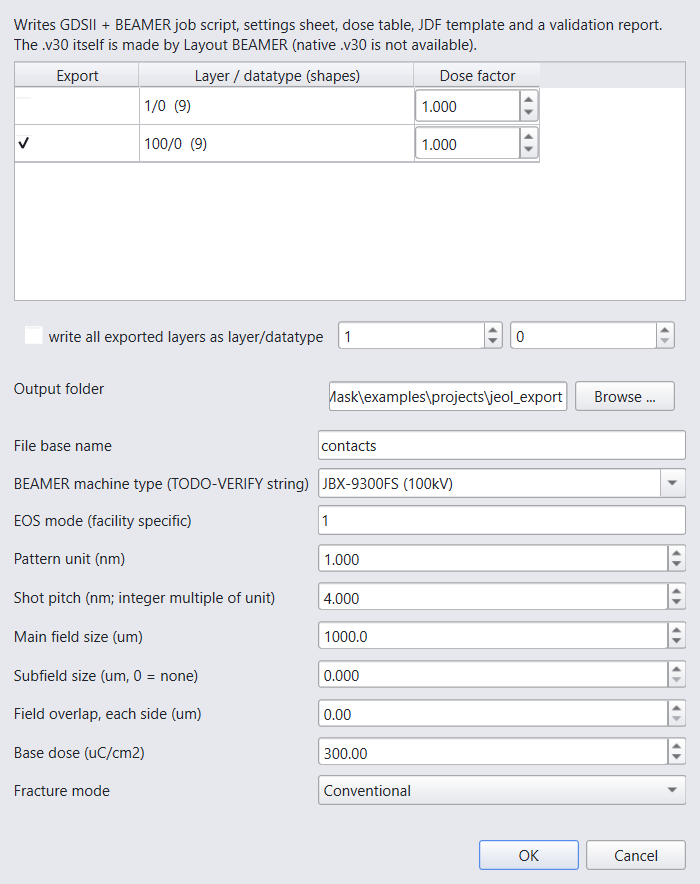 Writes GDSII + BEAMER job script, settings sheet, dose table, JDF template and a validation report.
The .v30 itself is made by Layout BEAMER (native .v30 is not available).
Export Layer / datatype (shapes) Dose factor
1/0 (9) 1.000
100/0 (9) 1.000
write all exported layers as layer/datatype 1 0
Output folder Mask\examples\projects\jeol_export Browse ...
File base name contacts
BEAMER machine type (TODO-VERIFY string) JBX-9300FS (100kV)
EOS mode (facility specific) 1
Pattern unit (nm) 1.000
Shot pitch (nm; integer multiple of unit) 4.000
Main field size (um) 1000.0
Subfield size (um, 0 = none) 0.000
Field overlap, each side (um) 0.00
Base dose (uC/cm2) 300.00
Fracture mode Conventional
OK Cancel